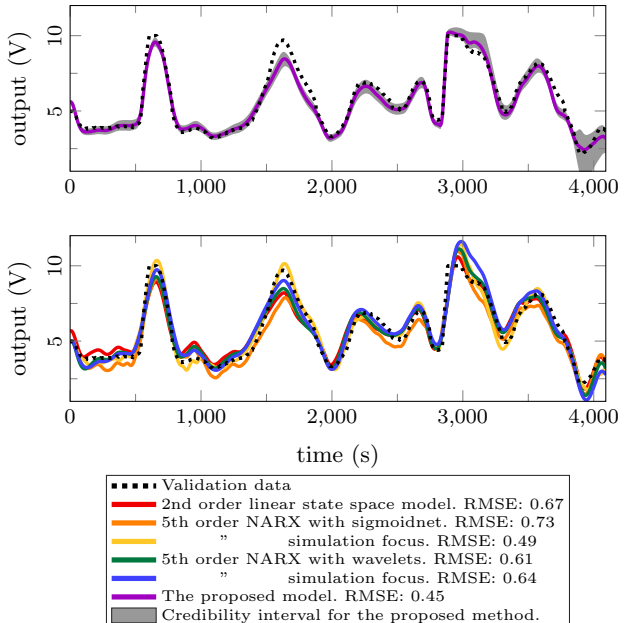 10
5
output (V)
0
1,000
2,000
3,000
4,000
10
5
output (V)
0
1,000
2,000
3,000
4,000
time (s)
Validation data
2nd order linear state space model. RMSE: 0.67
5th order NARX with sigmoidnet. RMSE: 0.73
" simulation focus. RMSE: 0.49
5th order NARX with wavelets. RMSE: 0.61
" simulation focus. RMSE: 0.64
The proposed model. RMSE: 0.45
Credibility interval for the proposed method.